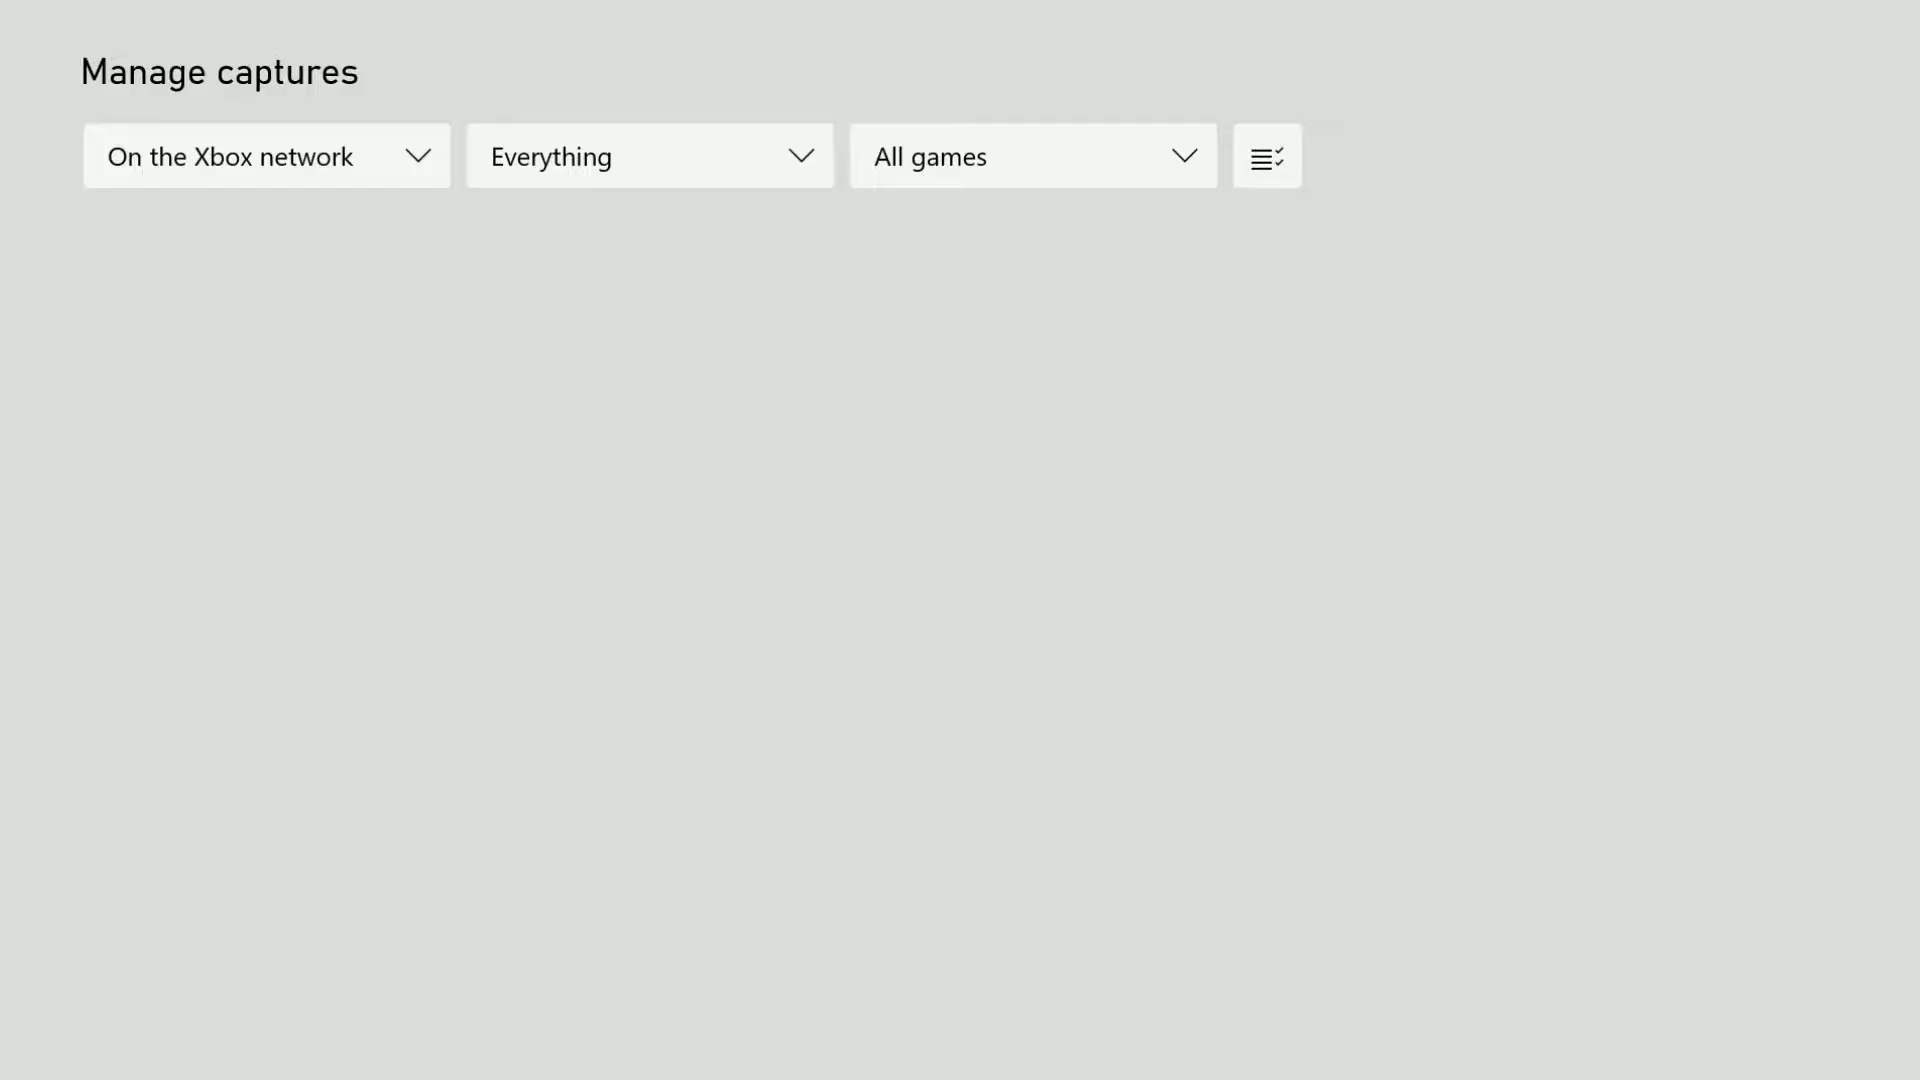 Manage captures
On the Xbox network
Everything
All games